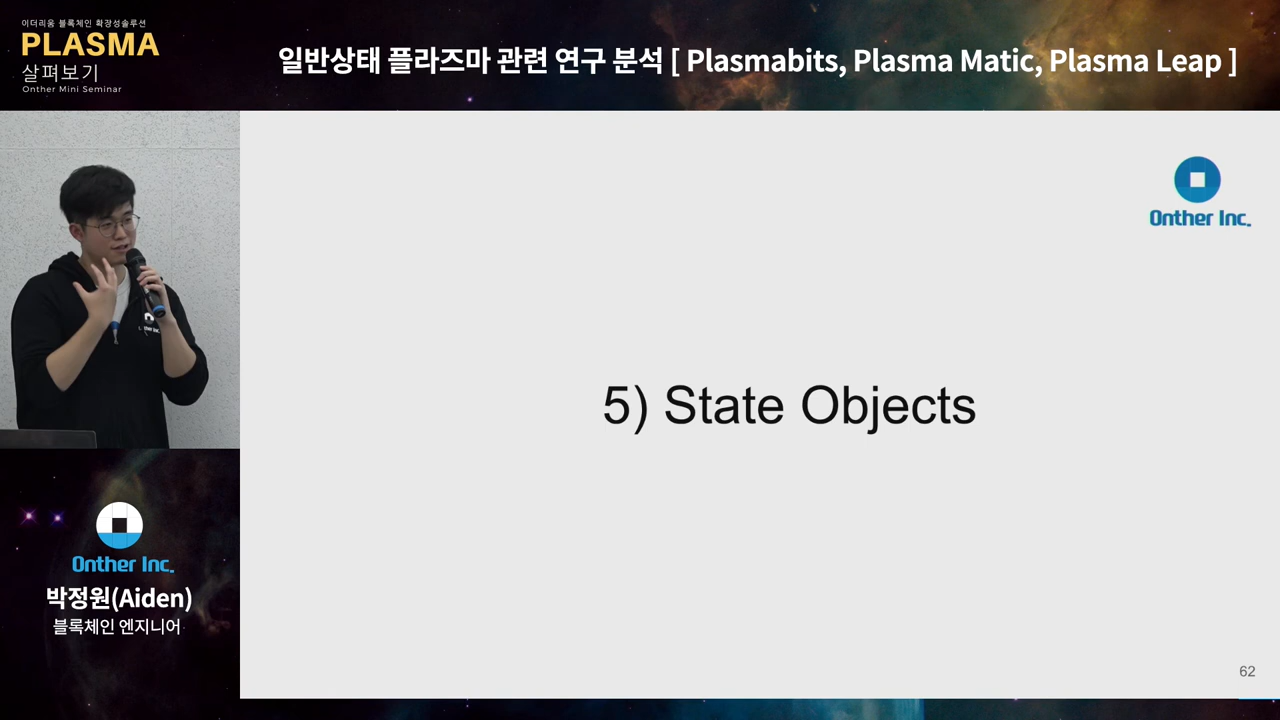 이더리움 블록체인 확장성솔루션
PLASMA
살펴보기
Onther Mini Seminar
일반상태 플라즈마 관련 연구 분석 [ Plasmabits, Plasma Matic, Plasma Leap ]
Onther Inc.
5) State Objects
Onther Inc.
박정원(Aiden)
블록체인 엔지니어
62